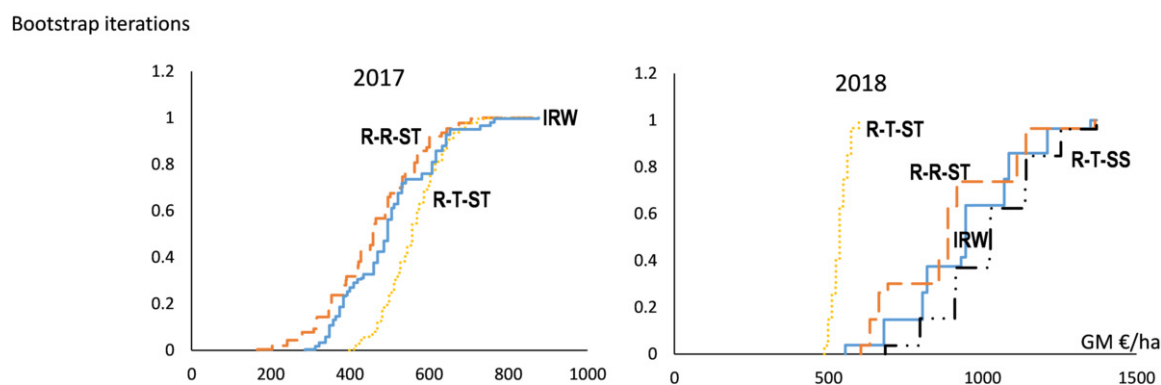 Bootstrap iterations
2017
1.2
1
0.8
0.6
0.4
0.2
0
0 200 400 600 800 1000
R-R-ST
IRW
R-T-ST
2018
1.2
1
0.8
0.6
0.4
0.2
0
0 500 1000 1500
R-T-ST
R-R-ST
R-T-SS
IRW
GM €/ha